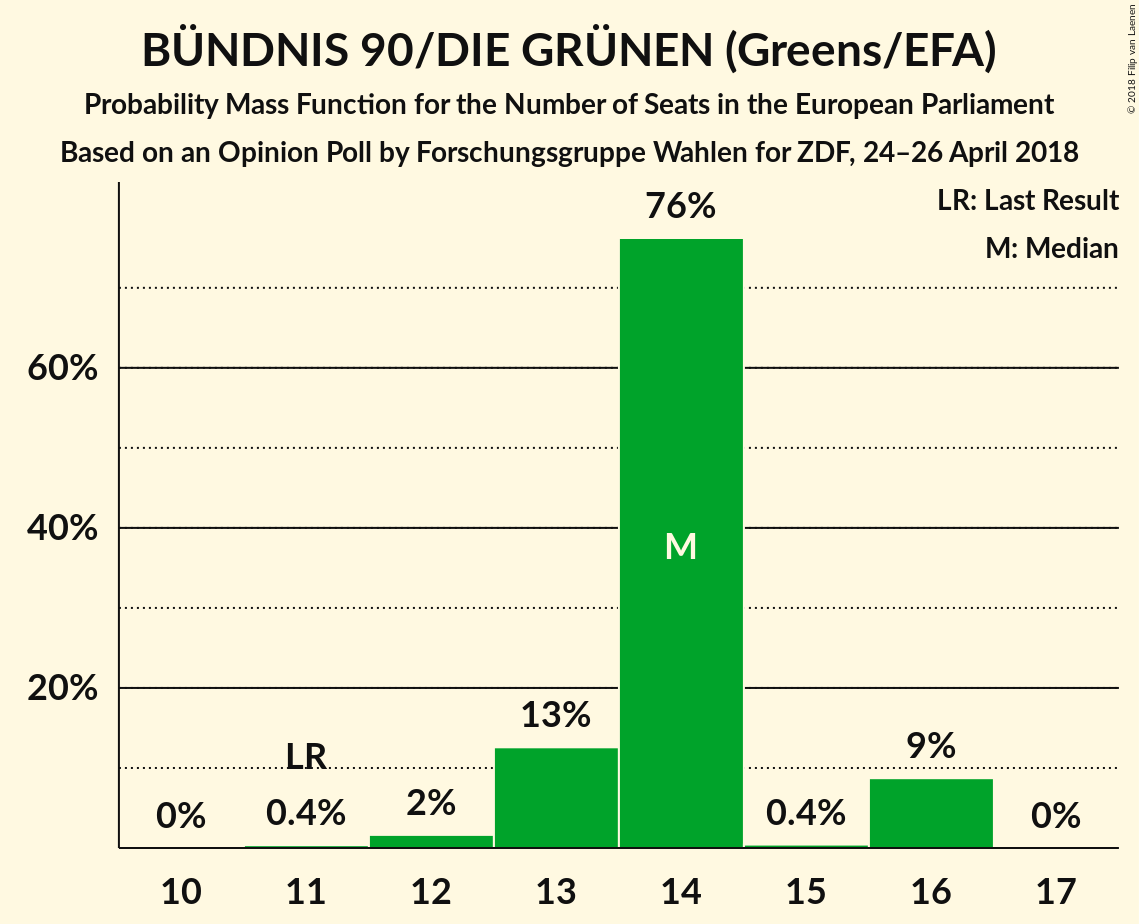 BÜNDNIS 90/DIE GRÜNEN (Greens/EFA)
Probability Mass Function for the Number of Seats in the European Parliament
Based on an Opinion Poll by Forschungsgruppe Wahlen for ZDF, 24–26 April 2018
© 2018 Filip van Laenen
LR: Last Result
M: Median
76%
60%
40%
M
20%
13%
LR
9%
0%
0.4%
2%
0.4%
0%
10 11 12 13 14 15 16 17